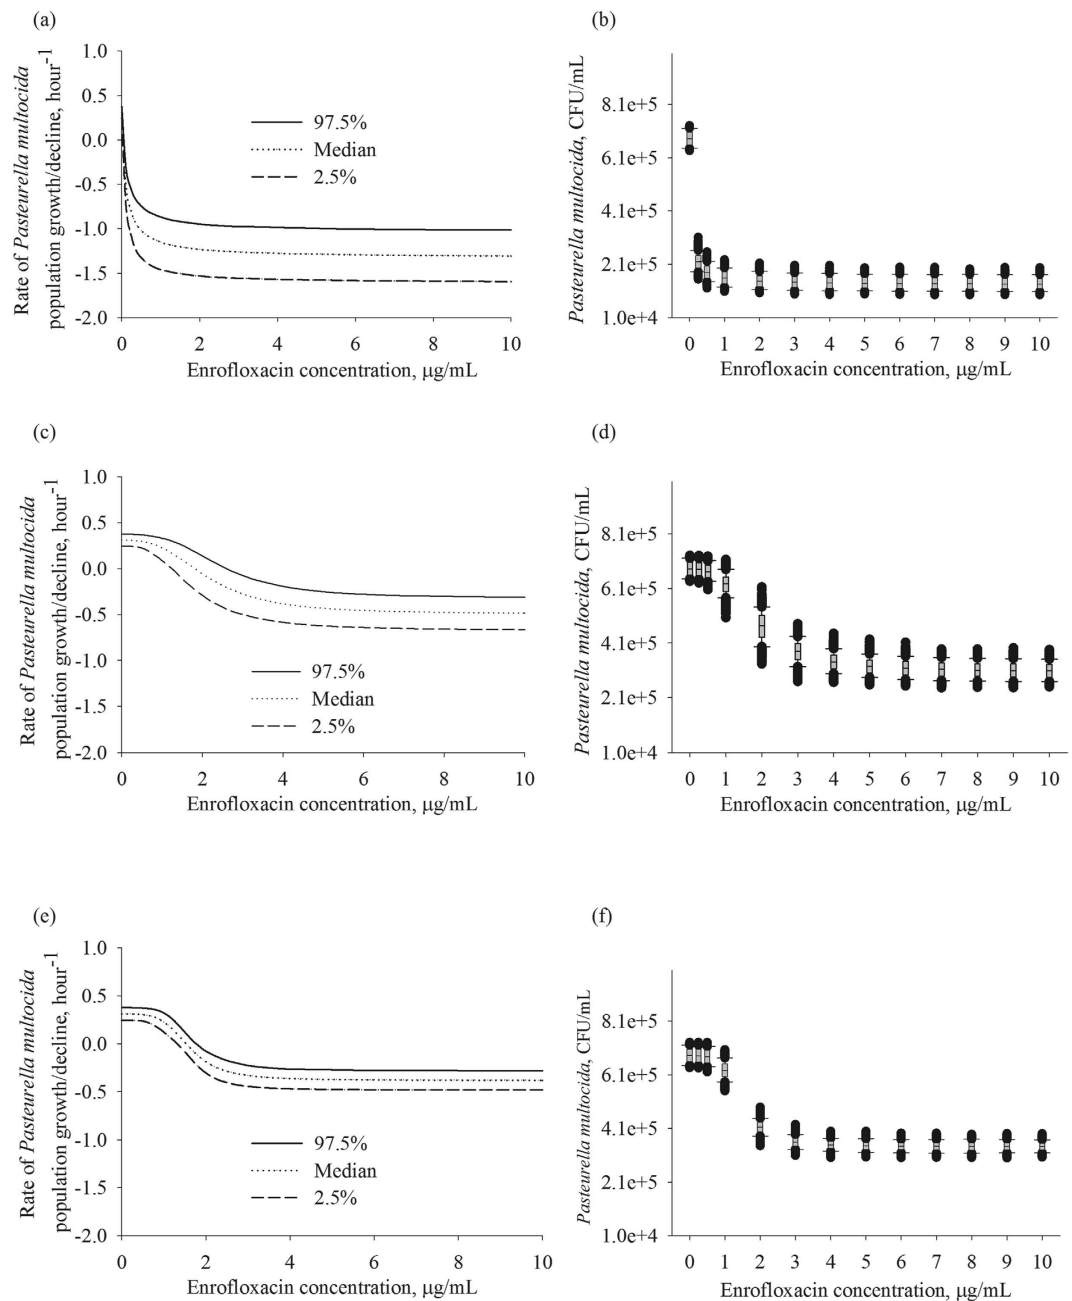 (a)
Rate of Pasteurella multocida
population growth/decline, hour-1
1.0
0.5
0.0
-0.5
-1.0
-1.5
-2.0
97.5%
Median
2.5%
0 2 4 6 8 10
Enrofloxacin concentration, μg/mL
(b)
Pasteurella multocida, CFU/mL
8.1e+5
6.1e+5
4.1e+5
2.1e+5
1.0e+4
0 1 2 3 4 5 6 7 8 9 10
Enrofloxacin concentration, μg/mL
(c)
Rate of Pasteurella multocida
population growth/decline, hour-1
1.0
0.5
0.0
-0.5
-1.0
-1.5
-2.0
97.5%
Median
2.5%
0 2 4 6 8 10
Enrofloxacin concentration, μg/mL
(d)
Pasteurella multocida, CFU/mL
8.1e+5
6.1e+5
4.1e+5
2.1e+5
1.0e+4
0 1 2 3 4 5 6 7 8 9 10
Enrofloxacin concentration, μg/mL
(e)
Rate of Pasteurella multocida
population growth/decline, hour-1
1.0
0.5
0.0
-0.5
-1.0
-1.5
-2.0
97.5%
Median
2.5%
0 2 4 6 8 10
Enrofloxacin concentration, μg/mL
(f)
Pasteurella multocida, CFU/mL
8.1e+5
6.1e+5
4.1e+5
2.1e+5
1.0e+4
0 1 2 3 4 5 6 7 8 9 10
Enrofloxacin concentration, μg/mL